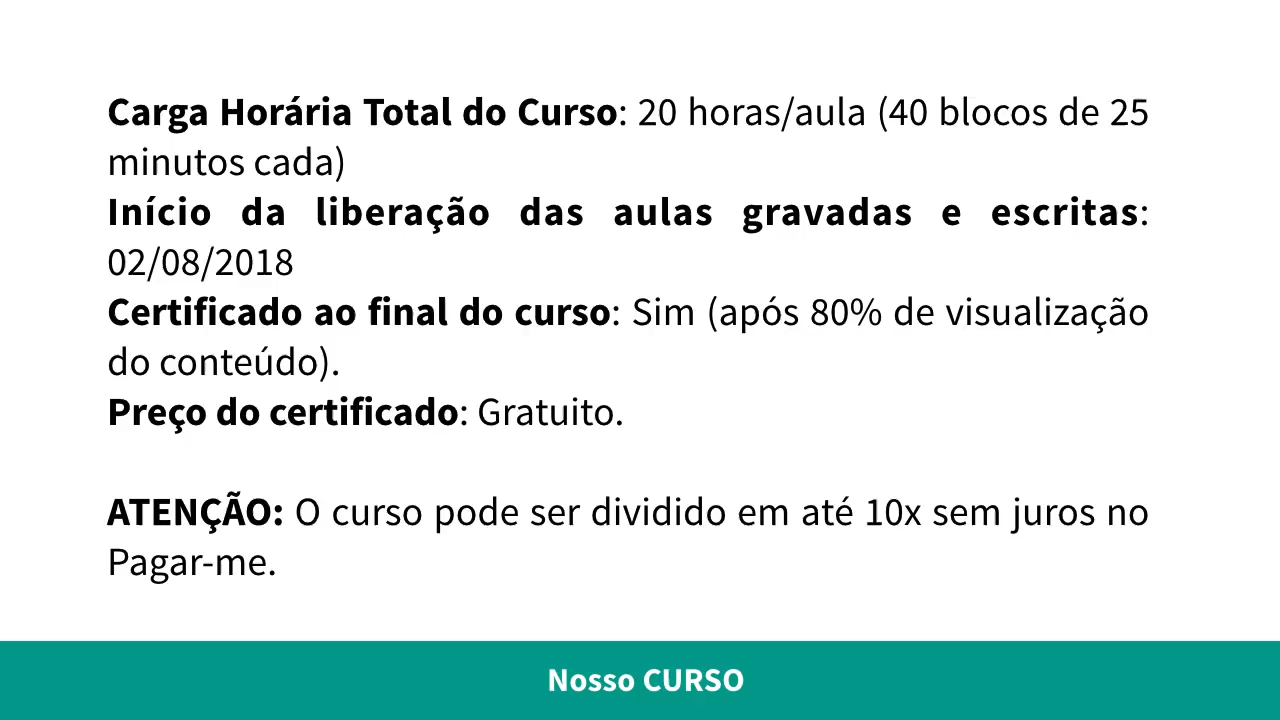 Carga Horária Total do Curso: 20 horas/aula (40 blocos de 25
minutos cada)
Início da liberação das aulas gravadas e escritas:
02/08/2018
Certificado ao final do curso: Sim (após 80% de visualização
do conteúdo).
Preço do certificado: Gratuito.
ATENÇÃO: O curso pode ser dividido em até 10x sem juros no
Pagar-me.
Nosso CURSO